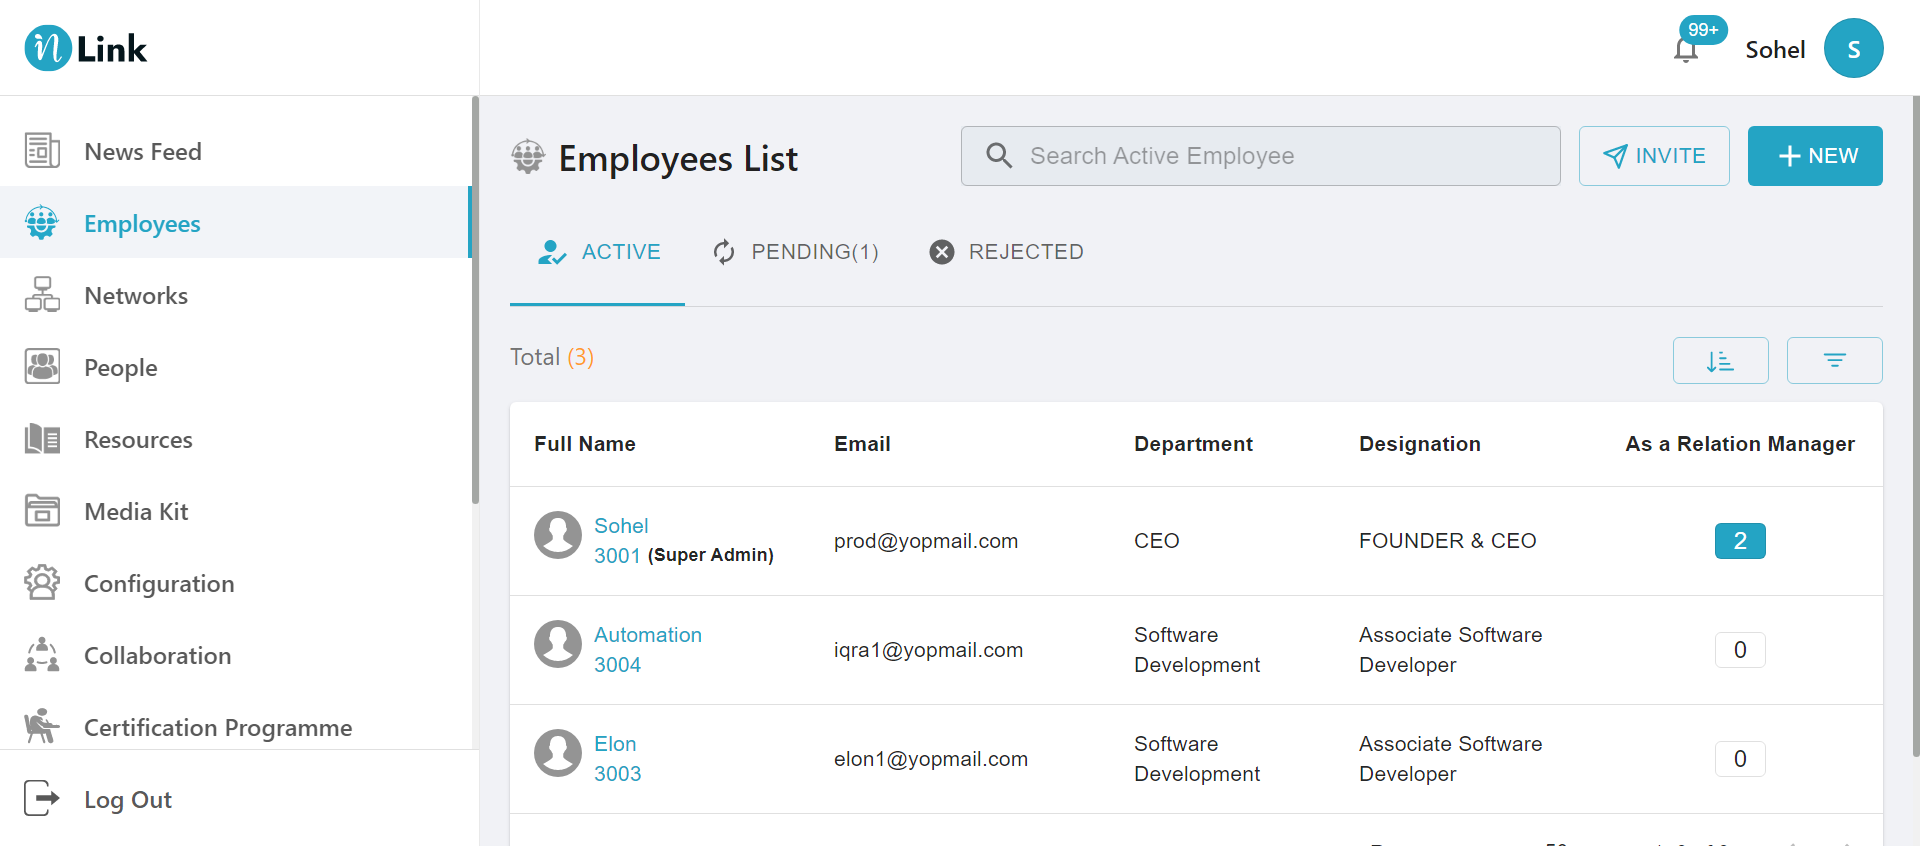 n Link
99+
Sohel
S
News Feed
Employees
Networks
People
Resources
Media Kit
Configuration
Collaboration
Certification Programme
Log Out
Employees List
Search Active Employee
INVITE
+ NEW
ACTIVE
PENDING(1)
REJECTED
Total (3)
Full Name Email Department Designation As a Relation Manager
Sohel
3001 (Super Admin)
prod@yopmail.com
CEO
FOUNDER & CEO
2
Automation
3004
iqra1@yopmail.com
Software
Development
Associate Software
Developer
0
Elon
3003
elon1@yopmail.com
Software
Development
Associate Software
Developer
0